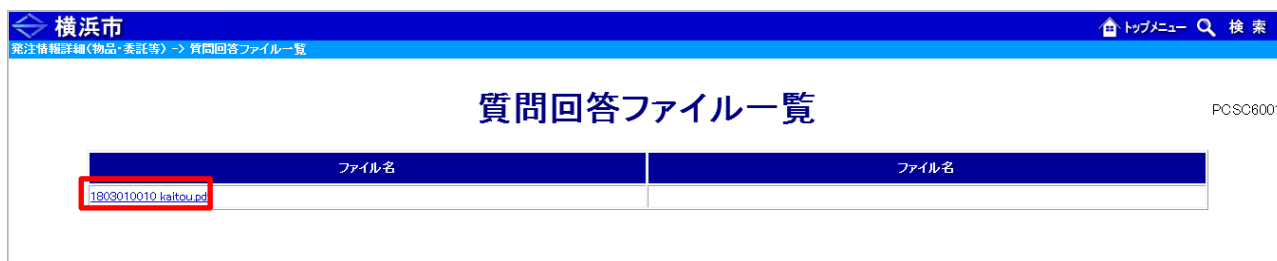 横浜市 トップメニュー 検 索
発注情報詳細(物品・委託等) -> 質問回答ファイル一覧
質問回答ファイル一覧
PCSC6001
ファイル名 ファイル名
1803010010 kaitou.pd